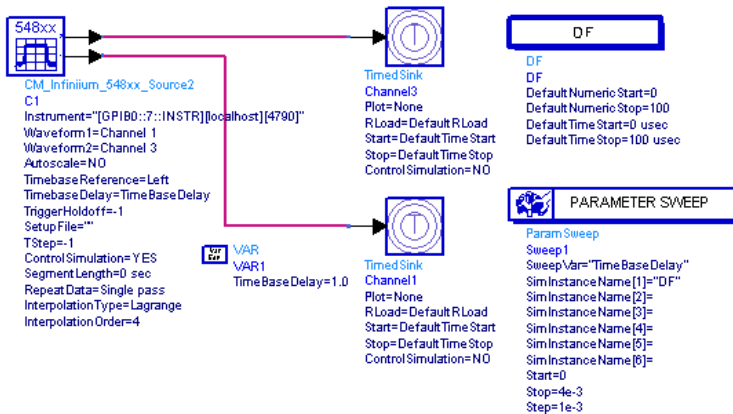 548xx
CM_Infiniium_548xx_Source2
C1
Instrument="[GPIB0::7::INSTR][localhost][4790]"
Waveform1=Channel 1
Waveform2=Channel 3
Autoscale=NO
TimebaseReference=Left
TimebaseDelay=TimeBaseDelay
TriggerHoldoff=-1
SetupFile=""
TStep=-1
ControlSimulation=YES
SegmentLength=0 sec
RepeatData=Single pass
InterpolationType=Lagrange
InterpolationOrder=4
Var
Eqn
VAR
VAR1
TimeBaseDelay=1.0
T
TimedSink
Channel3
Plot=None
RLoad=DefaultRLoad
Start=DefaultTimeStart
Stop=DefaultTimeStop
ControlSimulation=NO
T
TimedSink
Channel1
Plot=None
RLoad=DefaultRLoad
Start=DefaultTimeStart
Stop=DefaultTimeStop
ControlSimulation=NO
DF
DF
DF
DefaultNumericStart=0
DefaultNumericStop=100
DefaultTimeStart=0 usec
DefaultTimeStop=100 usec
PARAMETER SWEEP
ParamSweep
Sweep1
SweepVar="TimeBaseDelay"
SimInstanceName[1]="DF"
SimInstanceName[2]=
SimInstanceName[3]=
SimInstanceName[4]=
SimInstanceName[5]=
SimInstanceName[6]=
Start=0
Stop=4e-3
Step=1e-3